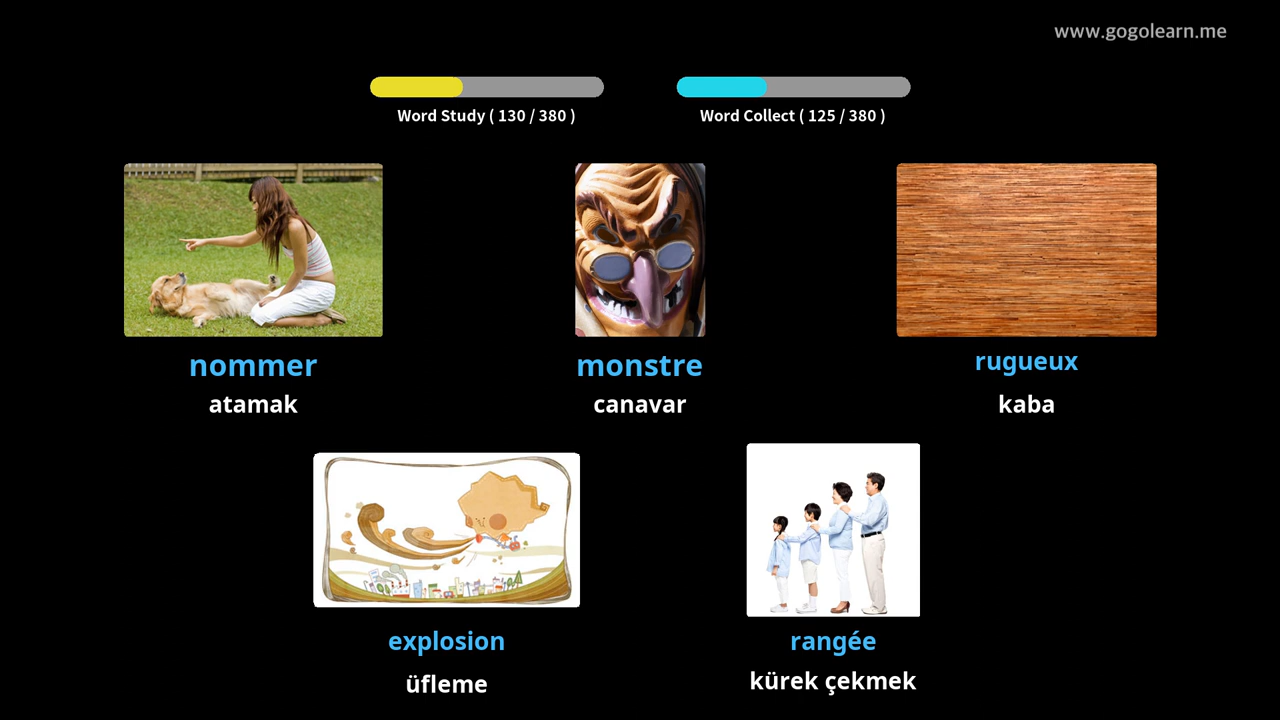 www.gogolearn.me
Word Study ( 130 / 380 )
Word Collect ( 125 / 380 )
nommer
atamak
monstre
canavar
rugueux
kaba
explosion
üfleme
rangée
kürek çekmek